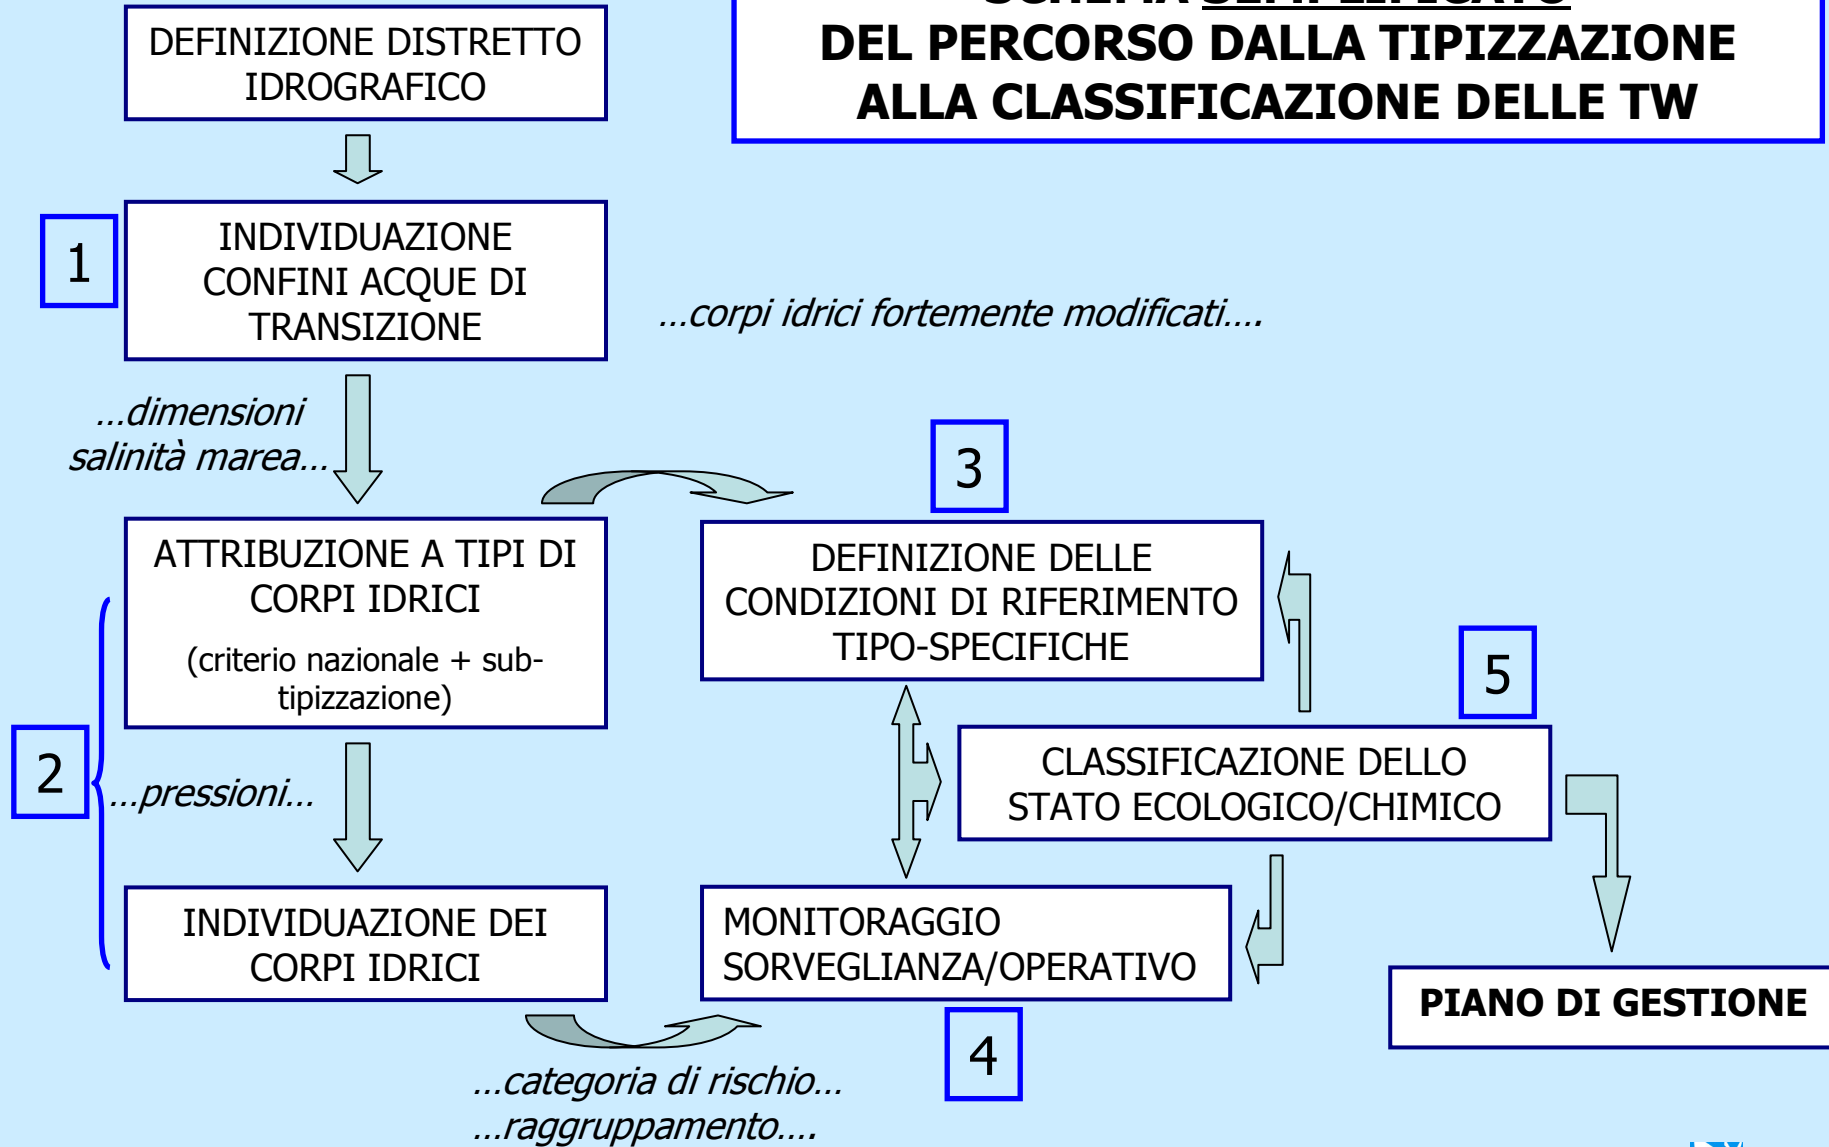 SCHEMA SEMPLIFICATO
DEL PERCORSO DALLA TIPIZZAZIONE
ALLA CLASSIFICAZIONE DELLE TW
DEFINIZIONE DISTRETTO
IDROGRAFICO
1
INDIVIDUAZIONE
CONFINI ACQUE DI
TRANSIZIONE
...corpi idrici fortemente modificati....
...dimensioni
salinità marea...
2
ATTRIBUZIONE A TIPI DI
CORPI IDRICI
(criterio nazionale + sub-
tipizzazione)
...pressioni...
INDIVIDUAZIONE DEI
CORPI IDRICI
3
DEFINIZIONE DELLE
CONDIZIONI DI RIFERIMENTO
TIPO-SPECIFICHE
5
CLASSIFICAZIONE DELLO
STATO ECOLOGICO/CHIMICO
MONITORAGGIO
SORVEGLIANZA/OPERATIVO
4
...categoria di rischio...
...raggruppamento....
PIANO DI GESTIONE